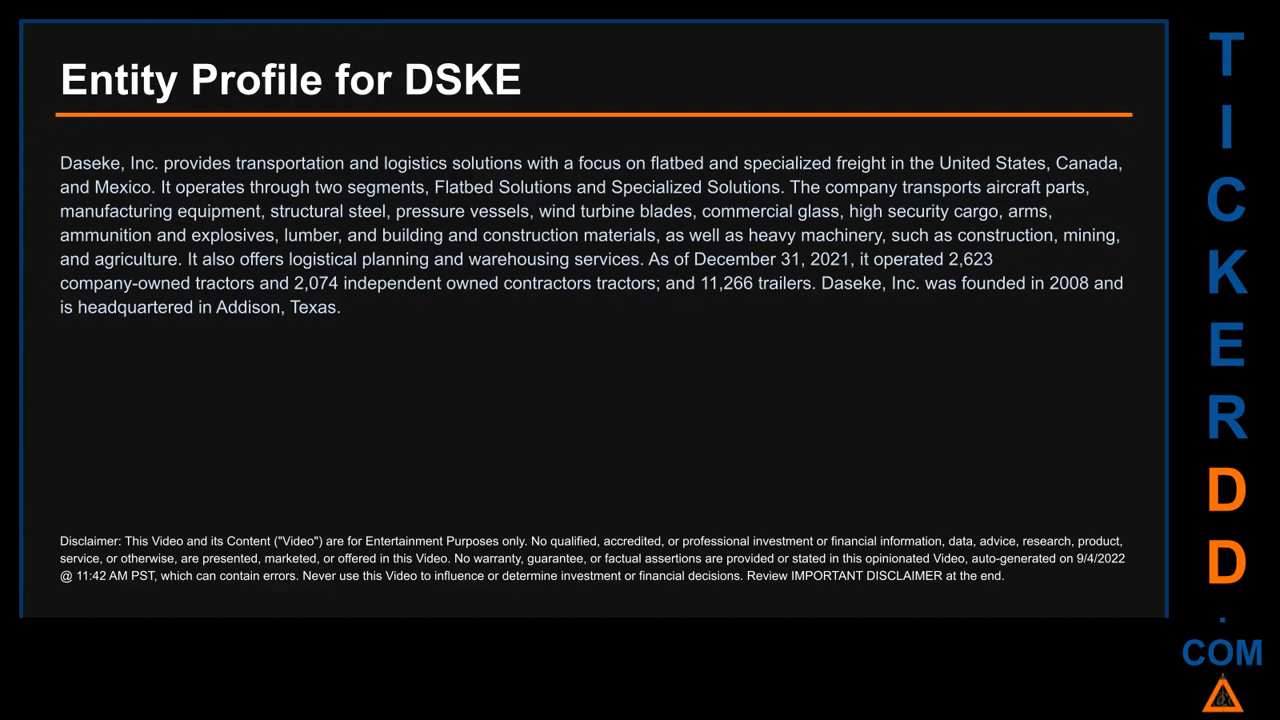 Entity Profile for DSKE
Daseke, Inc. provides transportation and logistics solutions with a focus on flatbed and specialized freight in the United States, Canada,
and Mexico. It operates through two segments, Flatbed Solutions and Specialized Solutions. The company transports aircraft parts,
manufacturing equipment, structural steel, pressure vessels, wind turbine blades, commercial glass, high security cargo, arms,
ammunition and explosives, lumber, and building and construction materials, as well as heavy machinery, such as construction, mining,
and agriculture. It also offers logistical planning and warehousing services. As of December 31, 2021, it operated 2,623
company-owned tractors and 2,074 independent owned contractors tractors; and 11,266 trailers. Daseke, Inc. was founded in 2008 and
is headquartered in Addison, Texas.
Disclaimer: This Video and its Content ("Video") are for Entertainment Purposes only. No qualified, accredited, or professional investment or financial information, data, advice, research, product,
service, or otherwise, are presented, marketed, or offered in this Video. No warranty, guarantee, or factual assertions are provided or stated in this opinionated Video, auto-generated on 9/4/2022
@ 11:42 AM PST, which can contain errors. Never use this Video to influence or determine investment or financial decisions. Review IMPORTANT DISCLAIMER at the end.
T
I
C
K
E
R
D
D
.
COM